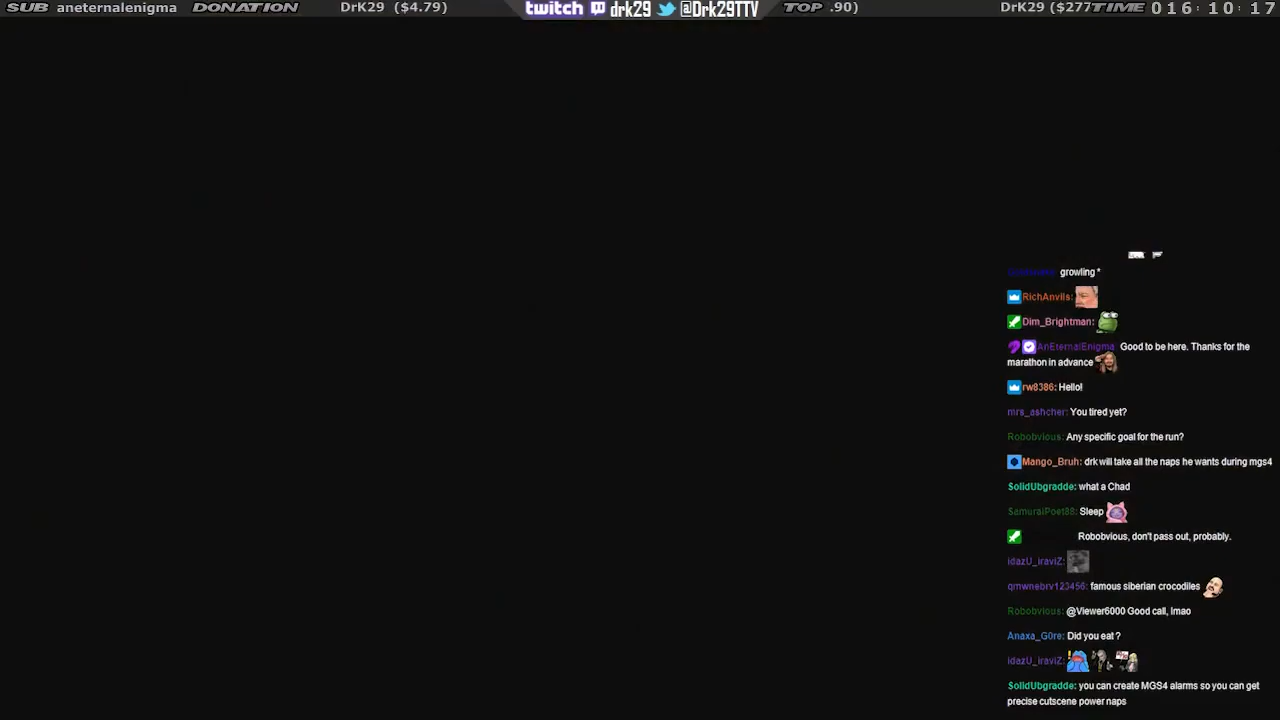 SUB aneternalenigma DONATION DrK29 ($4.79) twitch drk29 @Drk29TTV TOP .90) DrK29 ($277 TIME 016:10:17
growling *
RichAnvils:
Dim_Brightman:
AnEternalEnigma Good to be here. Thanks for the
marathon in advance
rw8386: Hello!
mrs_ashcher: You tired yet?
Robobvious: Any specific goal for the run?
Mango_Bruh: drk will take all the naps he wants during mgs4
SolidUbgradde: what a Chad
SamuraiPoet88: Sleep
Robobvious, don't pass out, probably.
idazU_iraviZ:
qmwnebrv123456: famous siberian crocodiles
Robobvious: @Viewer6000 Good call, lmao
Anaxa_G0re: Did you eat ?
idazU_iraviZ:
SolidUbgradde: you can create MGS4 alarms so you can get
precise cutscene power naps